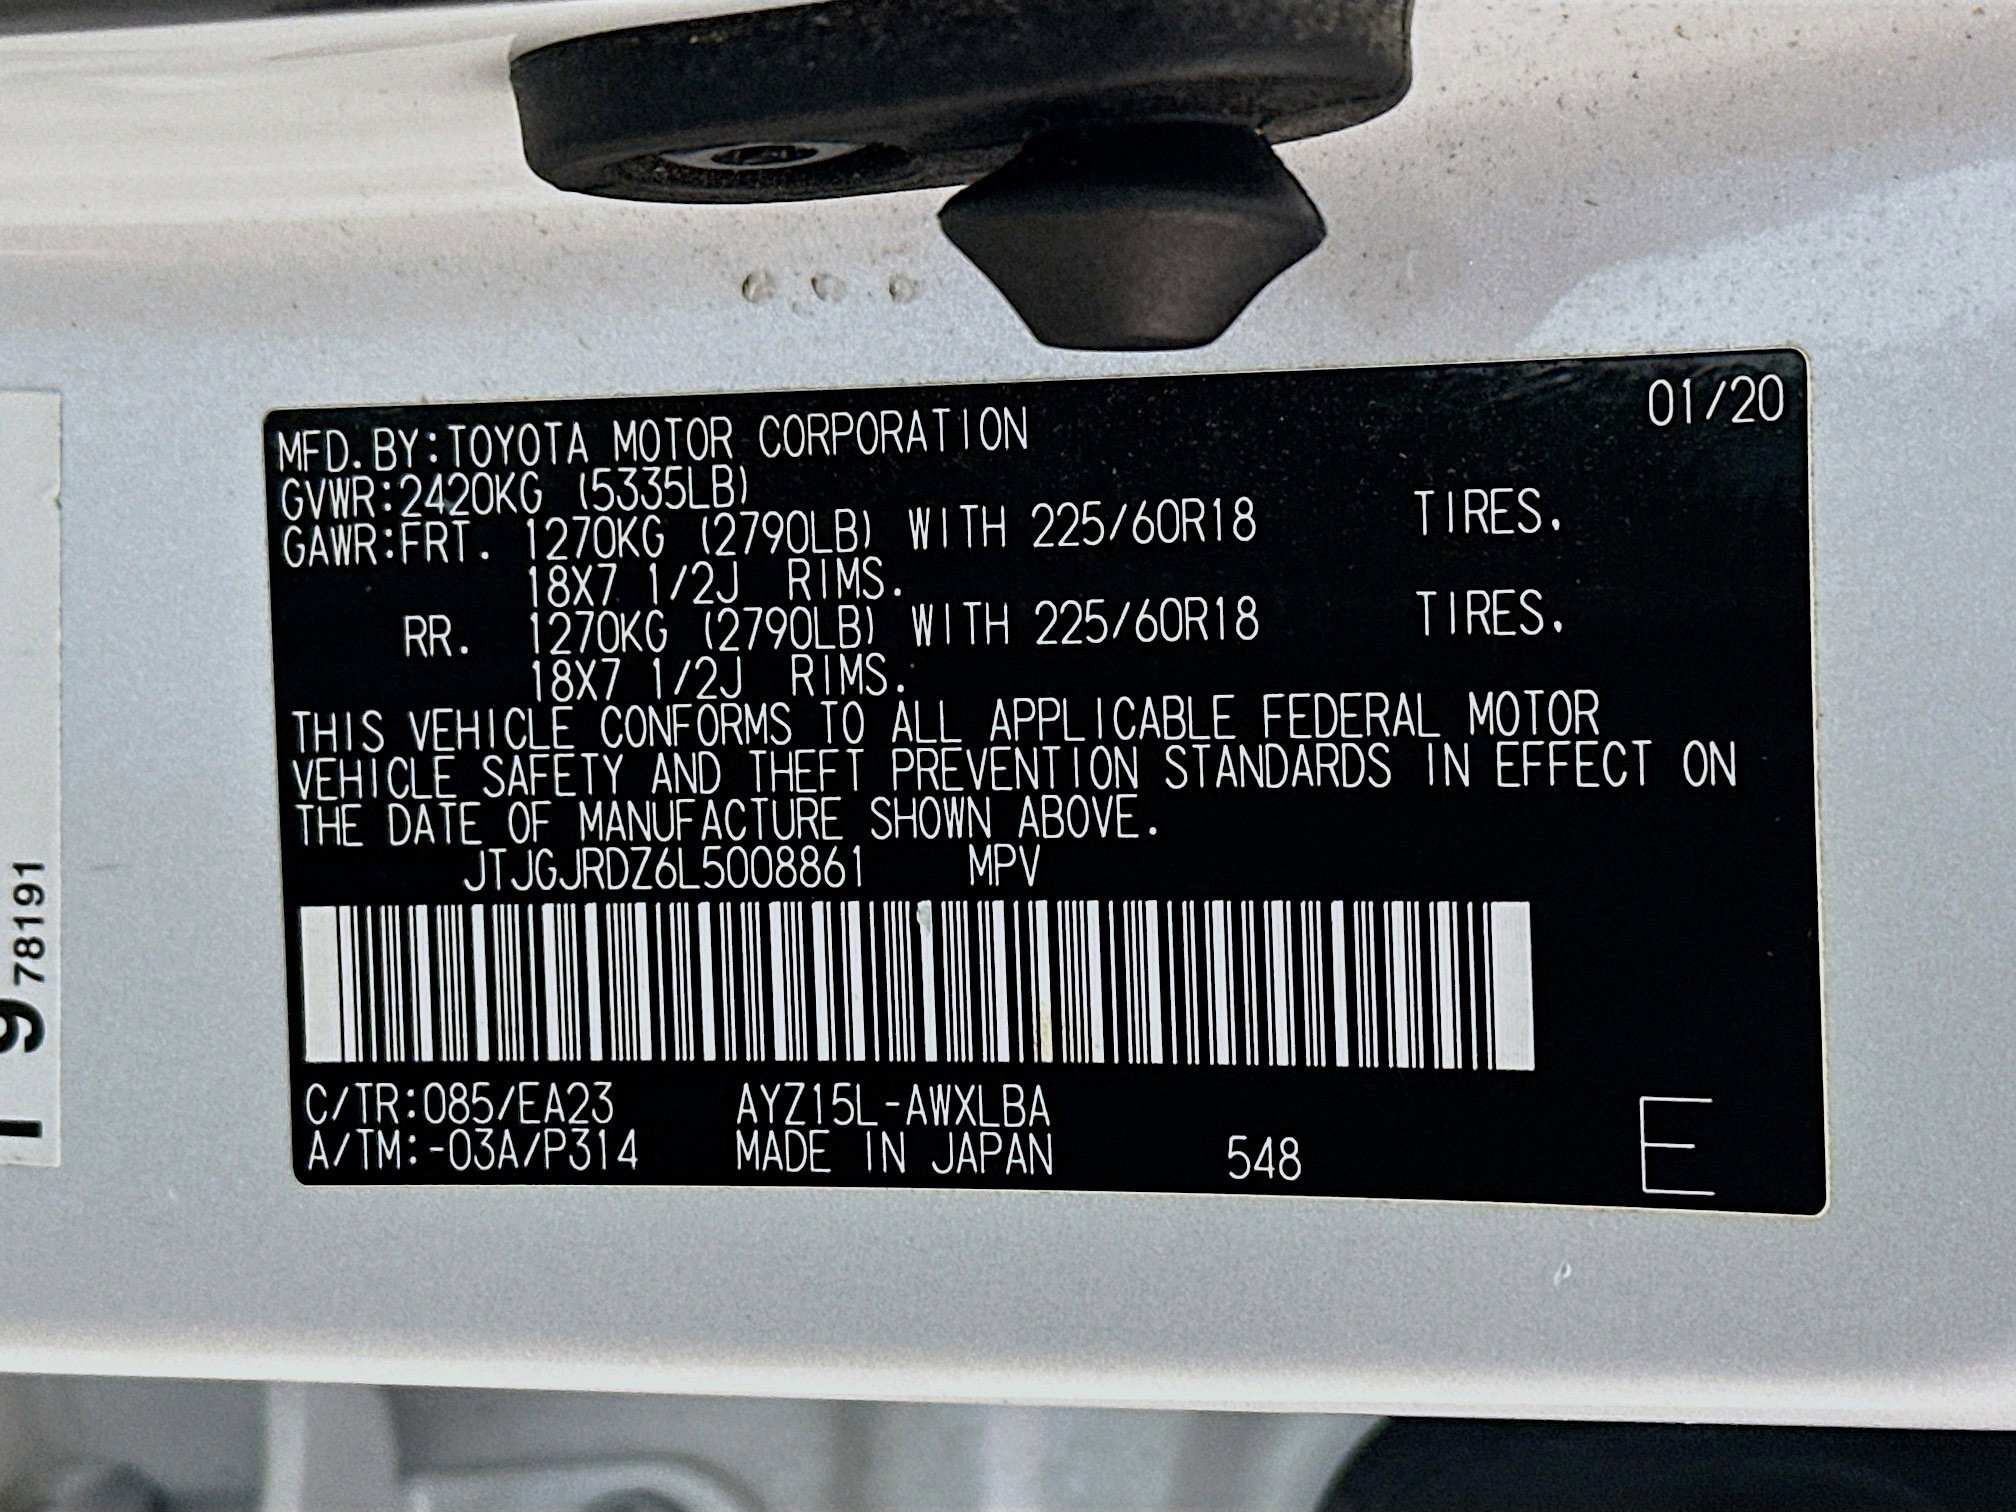 01/20
MFD.BY:TOYOTA MOTOR CORPORATION
GVWR:2420KG (5335LB)
GAWR:FRT. 1270KG (2790LB) WITH 225/60R18 TIRES.
18X7 1/2J RIMS.
RR. 1270KG (2790LB) WITH 225/60R18 TIRES.
18X7 1/2J RIMS.
THIS VEHICLE CONFORMS TO ALL APPLICABLE FEDERAL MOTOR
VEHICLE SAFETY AND THEFT PREVENTION STANDARDS IN EFFECT ON
THE DATE OF MANUFACTURE SHOWN ABOVE.
JTJGJRDZ6L5008861 MPV
C/TR:085/EA23 AYZ15L-AWXLBA
A/TM:-03A/P314 MADE IN JAPAN 548 E
78191